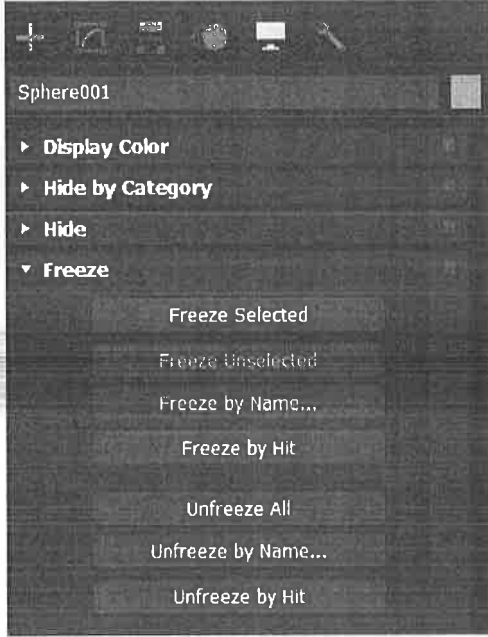 Sphere001
Display Color
Hide by Category
Hide
Freeze
Freeze Selected
Freeze Unselected
Freeze by Name...
Freeze by Hit
Unfreeze All
Unfreeze by Name...
Unfreeze by Hit